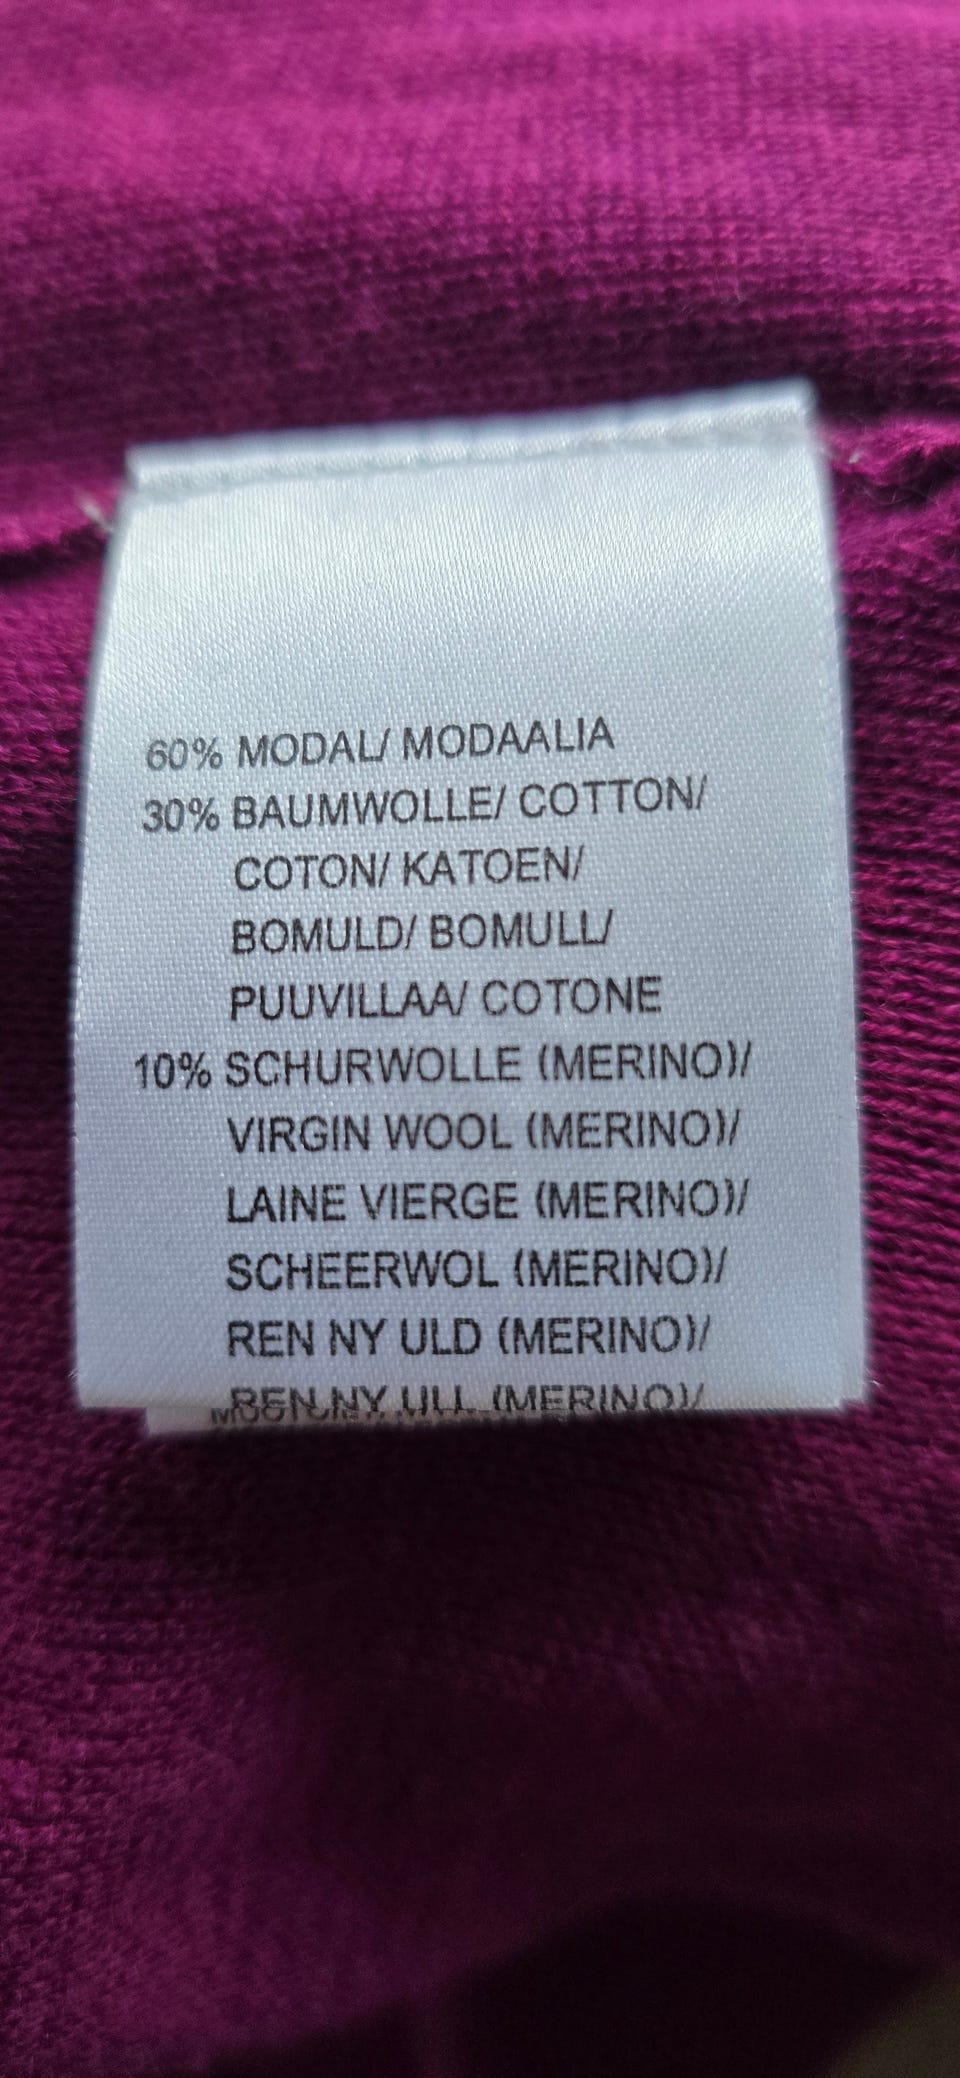 60% MODAL/ MODAALIA
30% BAUMWOLLE/ COTTON/
COTON/ KATOEN/
BOMULD/ BOMULL/
PUUVILLAA/ COTONE
10% SCHURWOLLE (MERINO)/
VIRGIN WOOL (MERINO)/
LAINE VIERGE (MERINO)/
SCHEERWOL (MERINO)/
REN NY ULD (MERINO)/
REN NY ULL (MERINO)/